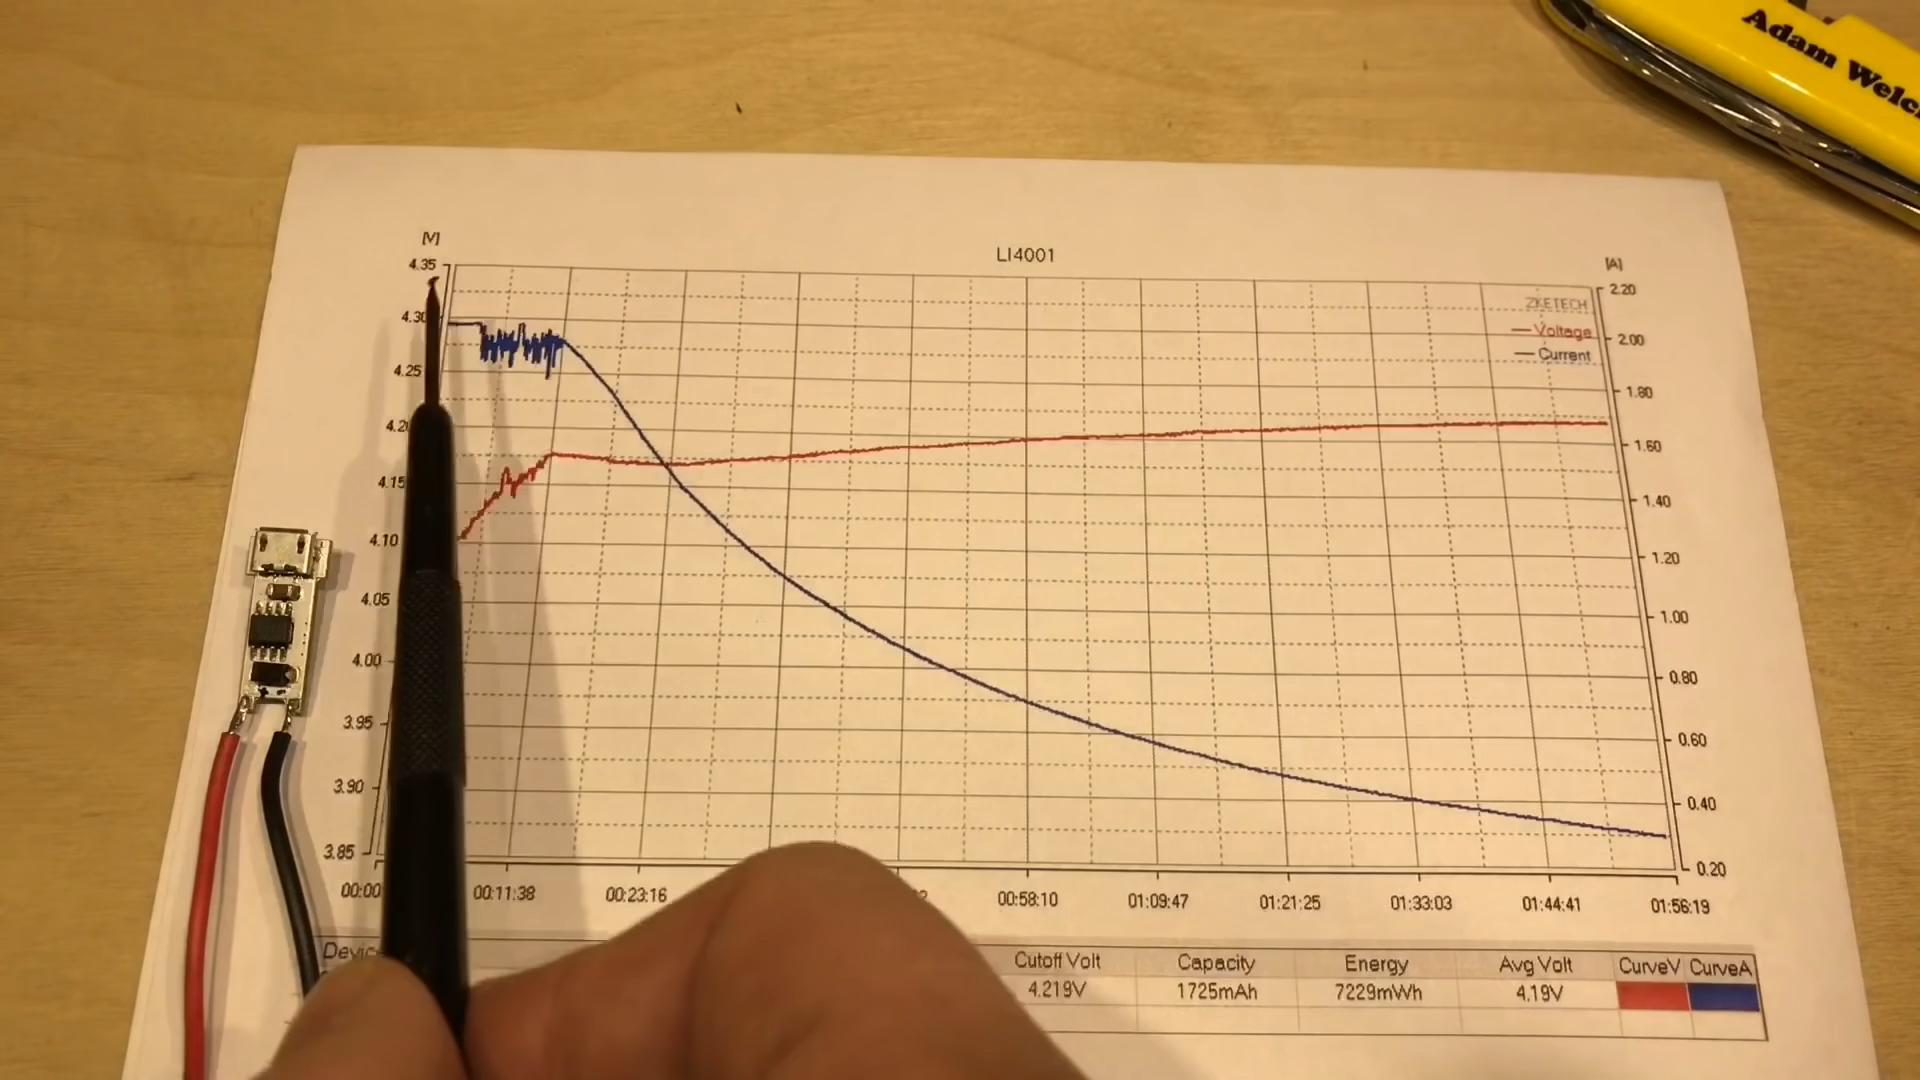 Adam Welc
[V]
LI4001
[A]
4.35
4.30
4.25
4.20
4.15
4.10
4.05
4.00
3.95
3.90
3.85
ZKETECH
Voltage
Current
2.20
2.00
1.80
1.60
1.40
1.20
1.00
0.80
0.60
0.40
0.20
00:00 00:11:38 00:23:16 00:58:10 01:09:47 01:21:25 01:33:03 01:44:41 01:56:19
Devic Cutoff Volt Capacity Energy Avg Volt CurveV CurveA
4.219V 1725mAh 7229mWh 4.19V